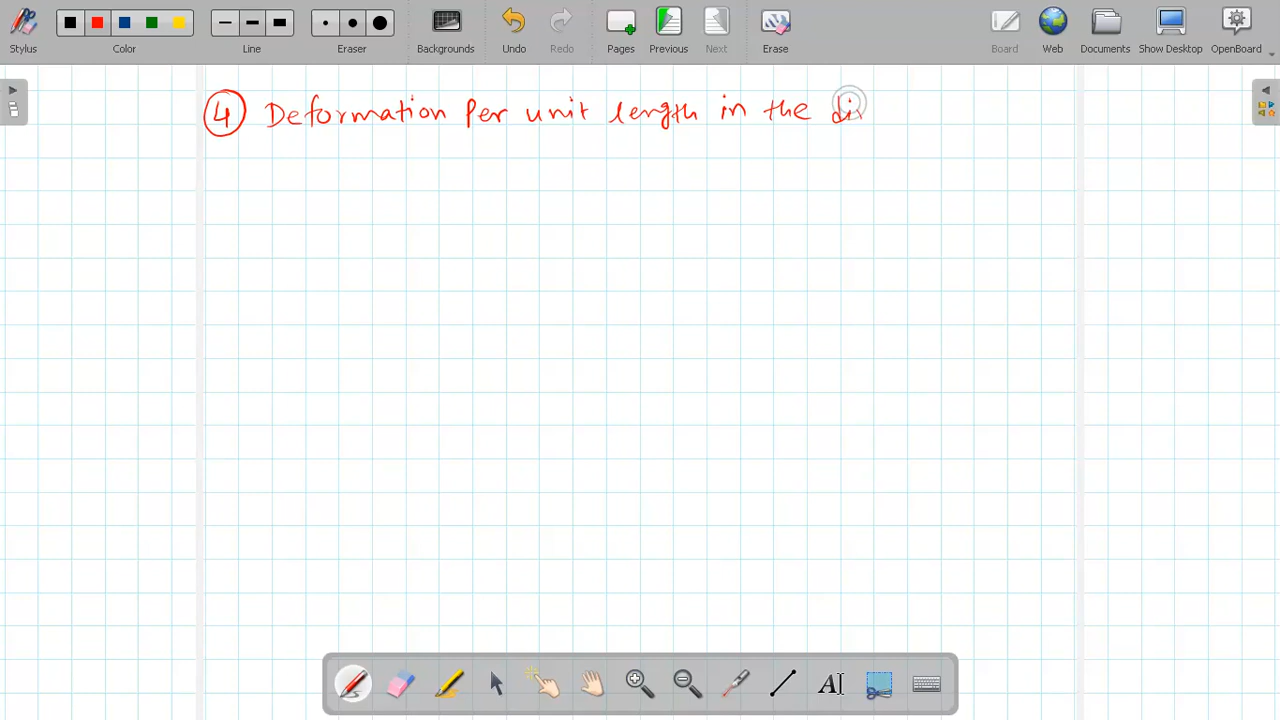 Stylus
Color
Line
Eraser
Backgrounds
Undo
Redo
Pages
Previous
Next
Erase
Board
Web
Documents
Show Desktop
OpenBoard
4 Deformation Per unit length in the di